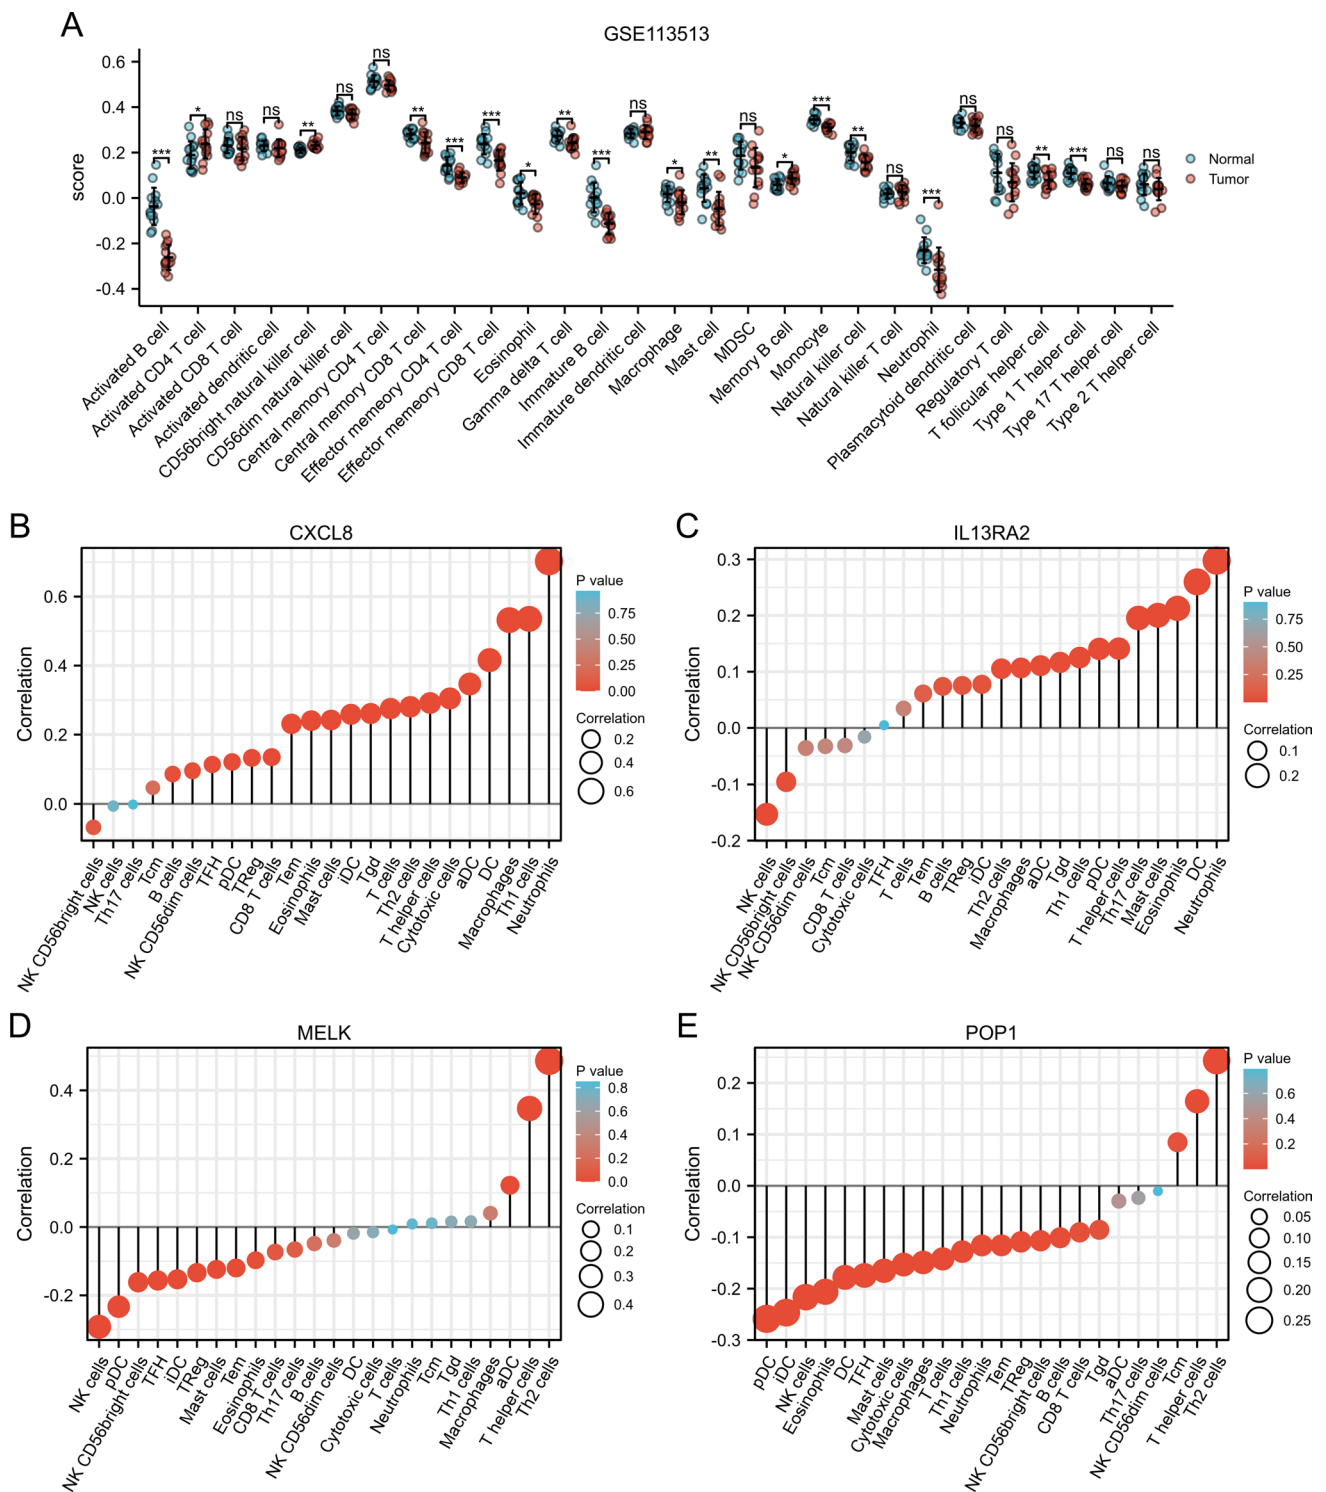 A
GSE113513
score
0.6
0.4
0.2
0.0
-0.2
-0.4
***
*
ns
ns
**
ns
ns
**
***
***
*
**
***
ns
*
**
ns
*
***
**
ns
***
ns
ns
**
***
ns
ns
Normal
Tumor
Activated B cell
Activated CD4 T cell
Activated CD8 T cell
Activated dendritic cell
CD56bright natural killer cell
CD56dim natural killer cell
Central memory CD4 T cell
Central memory CD8 T cell
Effector memeory CD4 T cell
Effector memeory CD8 T cell
Eosinophil
Gamma delta T cell
Immature B cell
Immature dendritic cell
Macrophage
Mast cell
MDSC
Memory B cell
Monocyte
Natural killer cell
Natural killer T cell
Neutrophil
Plasmacytoid dendritic cell
Regulatory T cell
T follicular helper cell
Type 1 T helper cell
Type 17 T helper cell
Type 2 T helper cell
B
CXCL8
Correlation
0.6
0.4
0.2
0.0
NK CD56bright cells
NK cells
Th17 cells
Tcm
B cells
NK CD56dim cells
TFH
pDC
TReg
CD8 T cells
Tem
Eosinophils
Mast cells
iDC
Tgd
T cells
Th2 cells
T helper cells
Cytotoxic cells
aDC
DC
Macrophages
Th1 cells
Neutrophils
P value
0.75
0.50
0.25
0.00
Correlation
0.2
0.4
0.6
C
IL13RA2
Correlation
0.3
0.2
0.1
0.0
-0.1
-0.2
NK cells
NK CD56bright cells
NK CD56dim cells
Tcm
CD8 T cells
Cytotoxic cells
TFH
T cells
Tem
B cells
TReg
iDC
Th2 cells
Macrophages
aDC
Tgd
Th1 cells
pDC
T helper cells
Th17 cells
Mast cells
Eosinophils
DC
Neutrophils
P value
0.75
0.50
0.25
Correlation
0.1
0.2
D
MELK
Correlation
0.4
0.2
0.0
-0.2
NK cells
pDC
NK CD56bright cells
TFH
iDC
TReg
Mast cells
Tem
Eosinophils
CD8 T cells
Th17 cells
B cells
NK CD56dim cells
DC
Cytotoxic cells
T cells
Neutrophils
Tcm
Tgd
Th1 cells
Macrophages
aDC
T helper cells
Th2 cells
P value
0.8
0.6
0.4
0.2
0.0
Correlation
0.1
0.2
0.3
0.4
E
POP1
Correlation
0.2
0.1
0.0
-0.1
-0.2
-0.3
pDC
iDC
NK cells
Eosinophils
DC
TFH
Mast cells
Cytotoxic cells
Macrophages
T cells
Th1 cells
Neutrophils
Tem
TReg
NK CD56bright cells
B cells
CD8 T cells
Tgd
aDC
Th17 cells
NK CD56dim cells
Tcm
T helper cells
Th2 cells
P value
0.6
0.4
0.2
Correlation
0.05
0.10
0.15
0.20
0.25